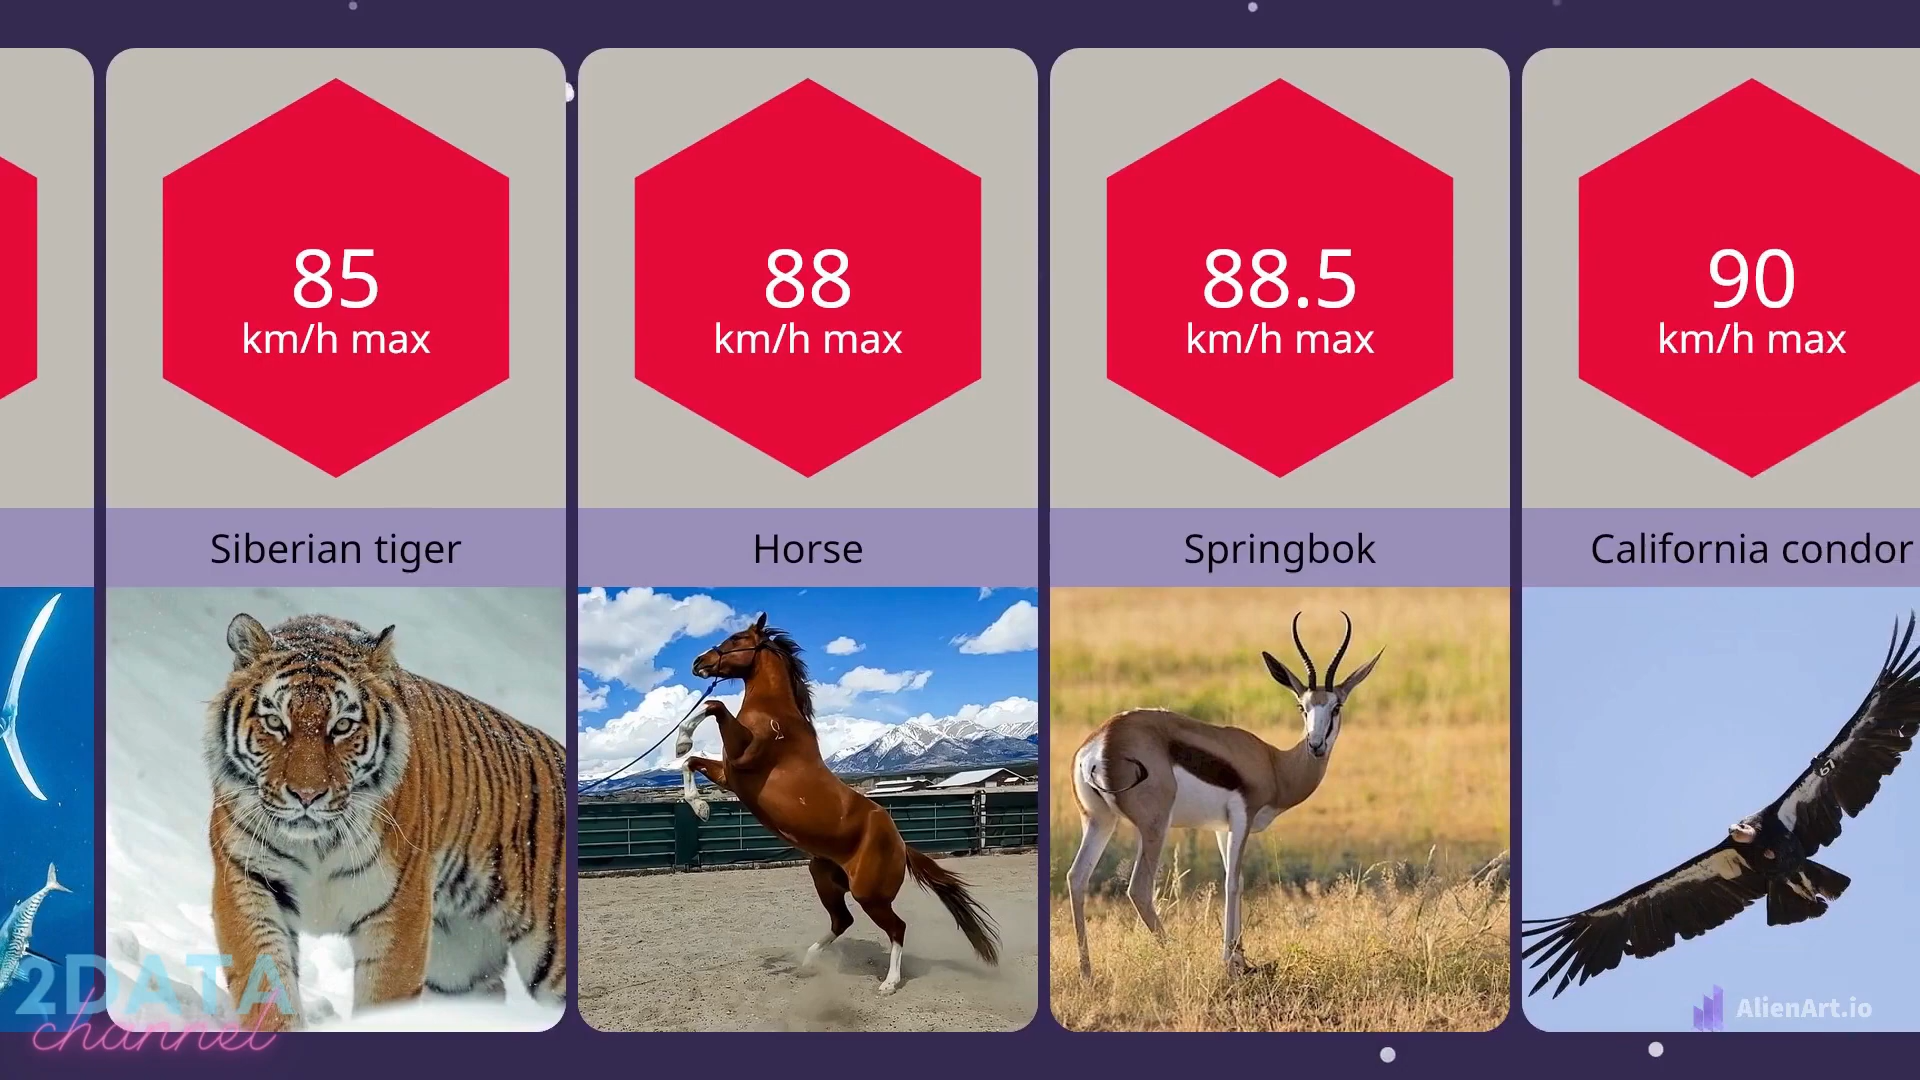 85
km/h max
Siberian tiger
88
km/h max
Horse
88.5
km/h max
Springbok
90
km/h max
California condor
67
2DATA
channel
AlienArt.io